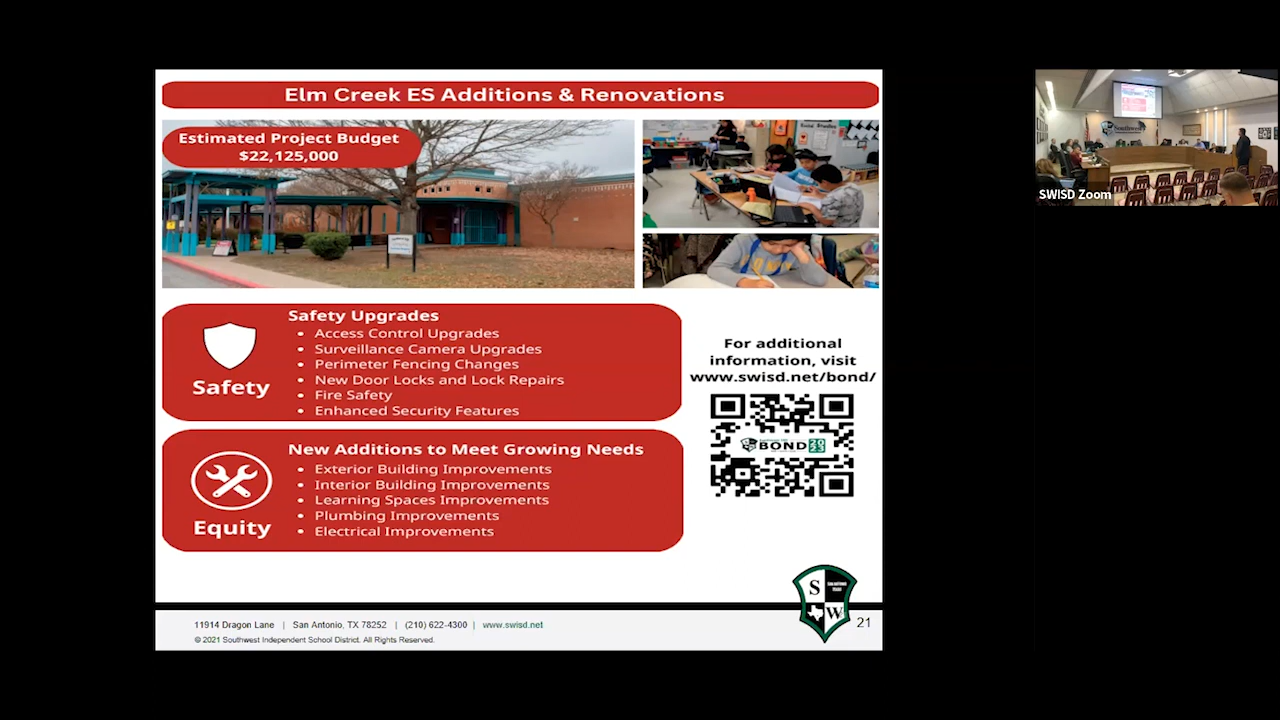 Elm Creek ES Additions & Renovations
Estimated Project Budget
$22,125,000
Safety
Safety Upgrades
• Access Control Upgrades
• Surveillance Camera Upgrades
• Perimeter Fencing Changes
• New Door Locks and Lock Repairs
• Fire Safety
• Enhanced Security Features
Equity
New Additions to Meet Growing Needs
• Exterior Building Improvements
• Interior Building Improvements
• Learning Spaces Improvements
• Plumbing Improvements
• Electrical Improvements
For additional
information, visit
www.swisd.net/bond/
BOND 2023
S
W
11914 Dragon Lane | San Antonio, TX 78252 | (210) 622-4300 | www.swisd.net
© 2021 Southwest Independent School District. All Rights Reserved.
21
Southwest
SWISD Zoom